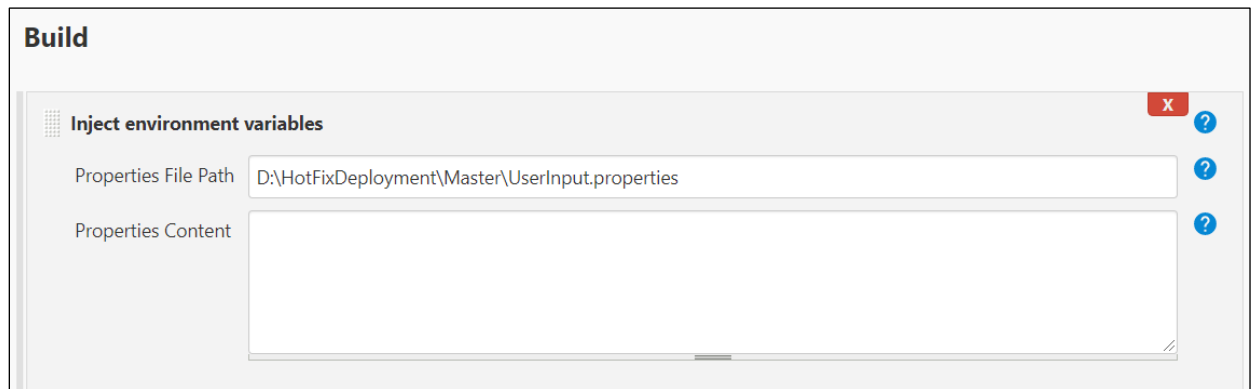 Build
X
Inject environment variables
?
Properties File Path
D:\HotFixDeployment\Master\UserInput.properties
?
Properties Content
?